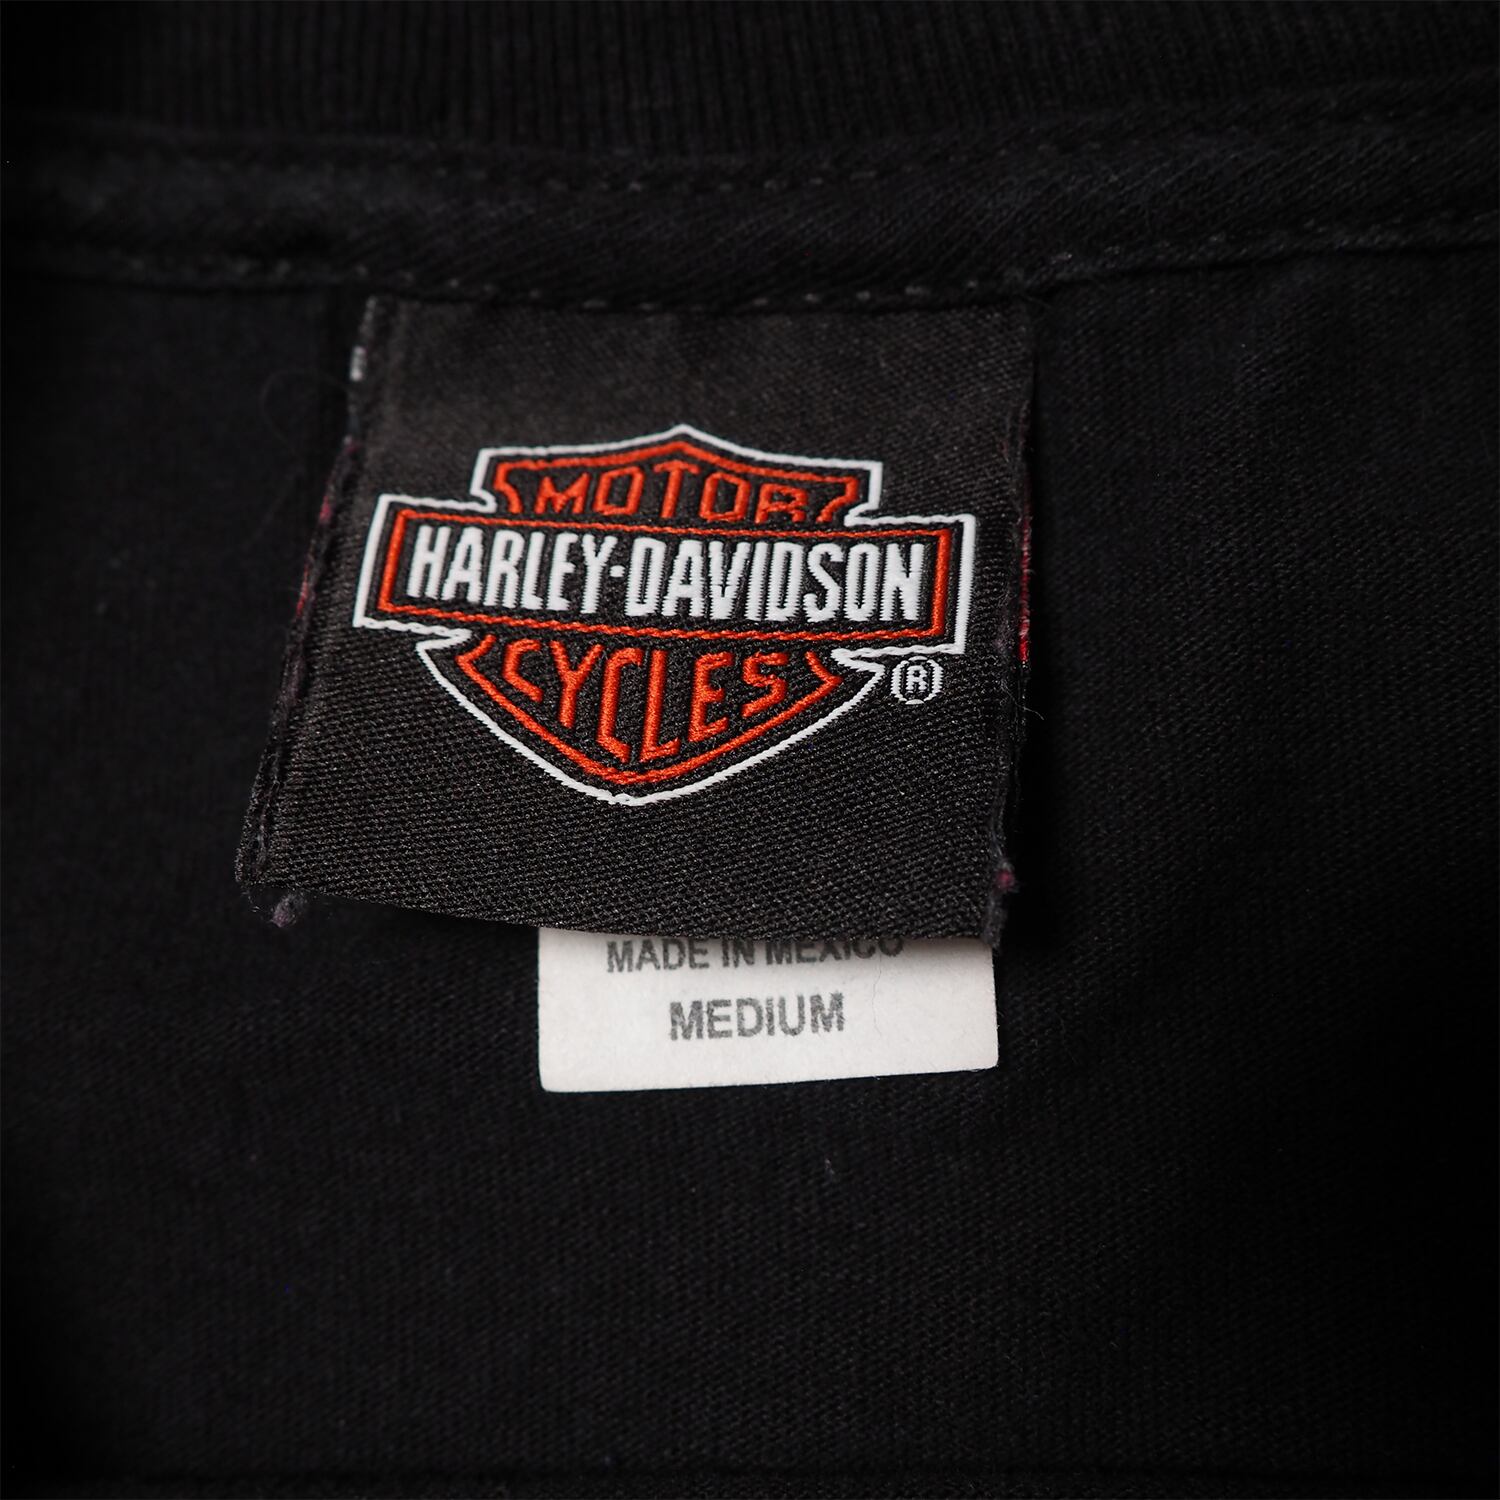 MOTOR
HARLEY-DAVIDSON
CYCLES
®
MADE IN MEXICO
MEDIUM